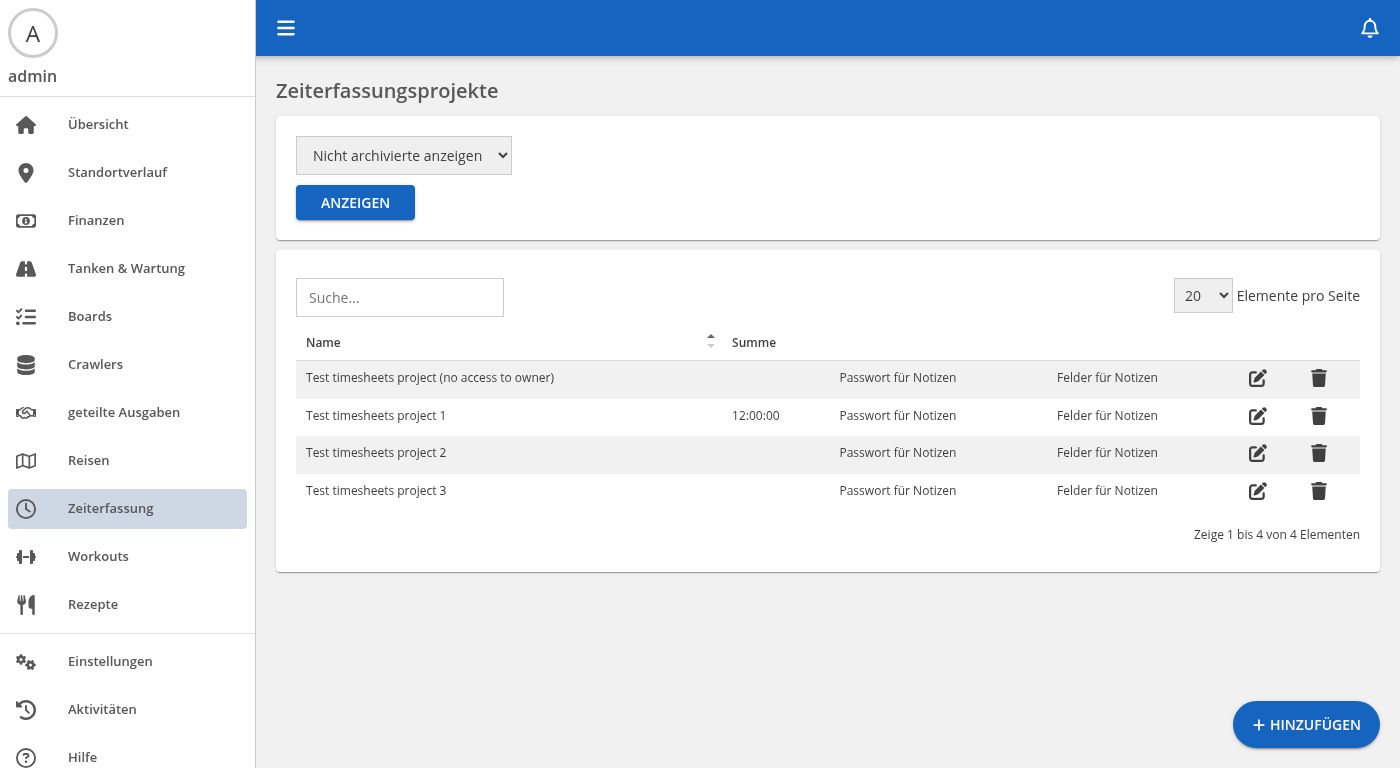 A
admin
Übersicht
Standortverlauf
Finanzen
Tanken & Wartung
Boards
Crawlers
geteilte Ausgaben
Reisen
Zeiterfassung
Workouts
Rezepte
Einstellungen
Aktivitäten
Hilfe
Zeiterfassungsprojekte
Nicht archivierte anzeigen
ANZEIGEN
Suche...
20 Elemente pro Seite
Name Summe
Test timesheets project (no access to owner) Passwort für Notizen Felder für Notizen
Test timesheets project 1 12:00:00 Passwort für Notizen Felder für Notizen
Test timesheets project 2 Passwort für Notizen Felder für Notizen
Test timesheets project 3 Passwort für Notizen Felder für Notizen
Zeige 1 bis 4 von 4 Elementen
+ HINZUFÜGEN